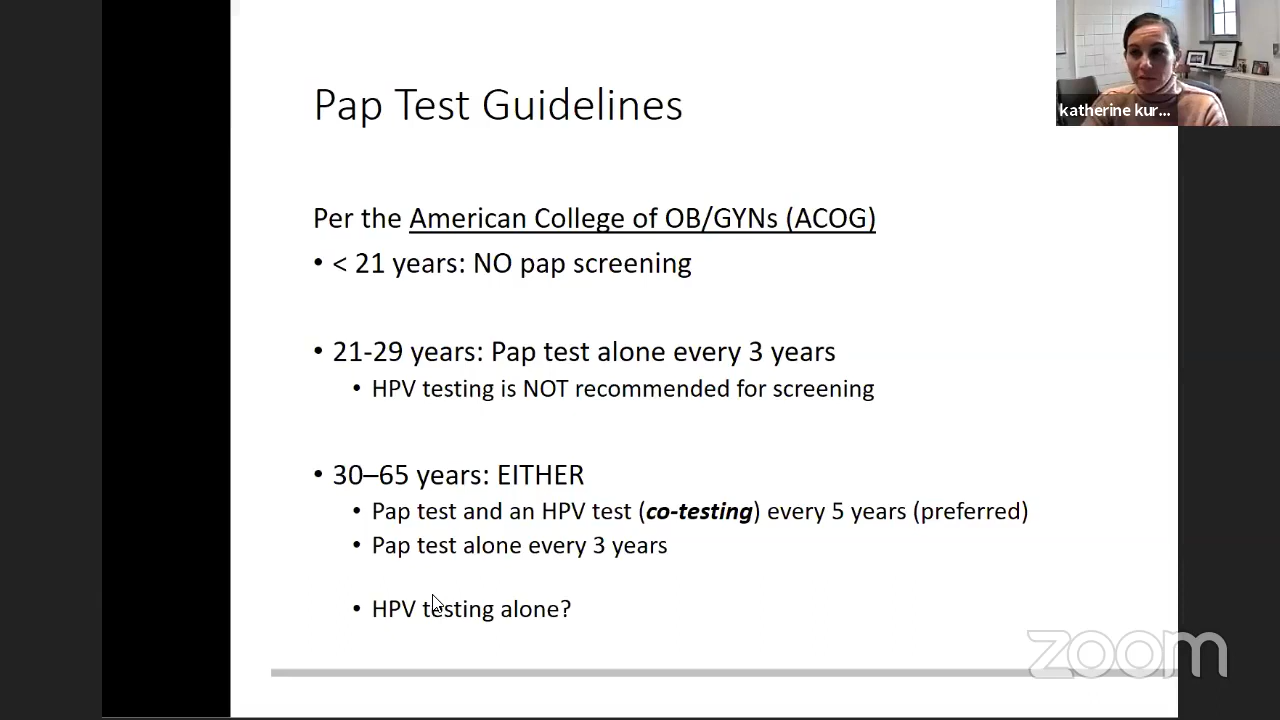 Pap Test Guidelines
katherine kur...
Per the American College of OB/GYNs (ACOG)
• < 21 years: NO pap screening
• 21-29 years: Pap test alone every 3 years
• HPV testing is NOT recommended for screening
• 30–65 years: EITHER
• Pap test and an HPV test (co-testing) every 5 years (preferred)
• Pap test alone every 3 years
• HPV testing alone?
zoom